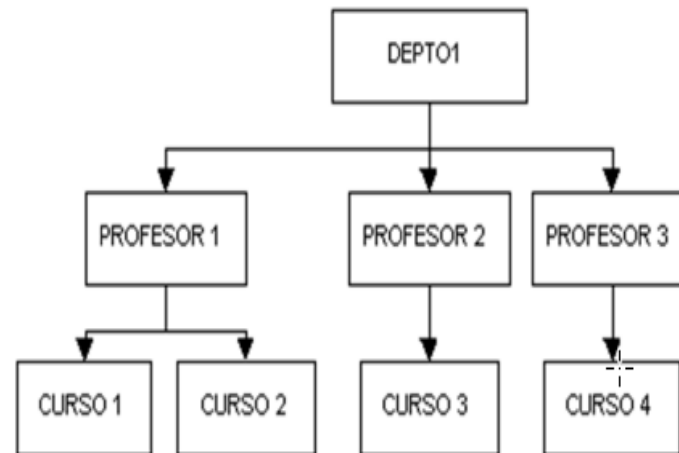 DEPTO1
PROFESOR 1
PROFESOR 2
PROFESOR 3
CURSO 1
CURSO 2
CURSO 3
CURSO 4